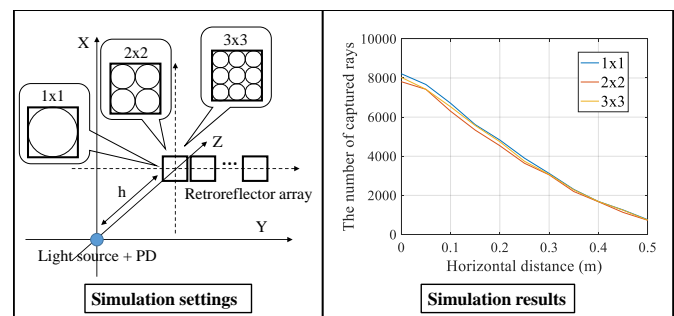 X
2x2
3x3
1x1
Z
...
h
Retroreflector array
Y
Light source + PD
Simulation settings
The number of captured rays
10000
8000
6000
4000
2000
0
0
0.1
0.2
0.3
0.4
0.5
Horizontal distance (m)
1x1
2x2
3x3
Simulation results